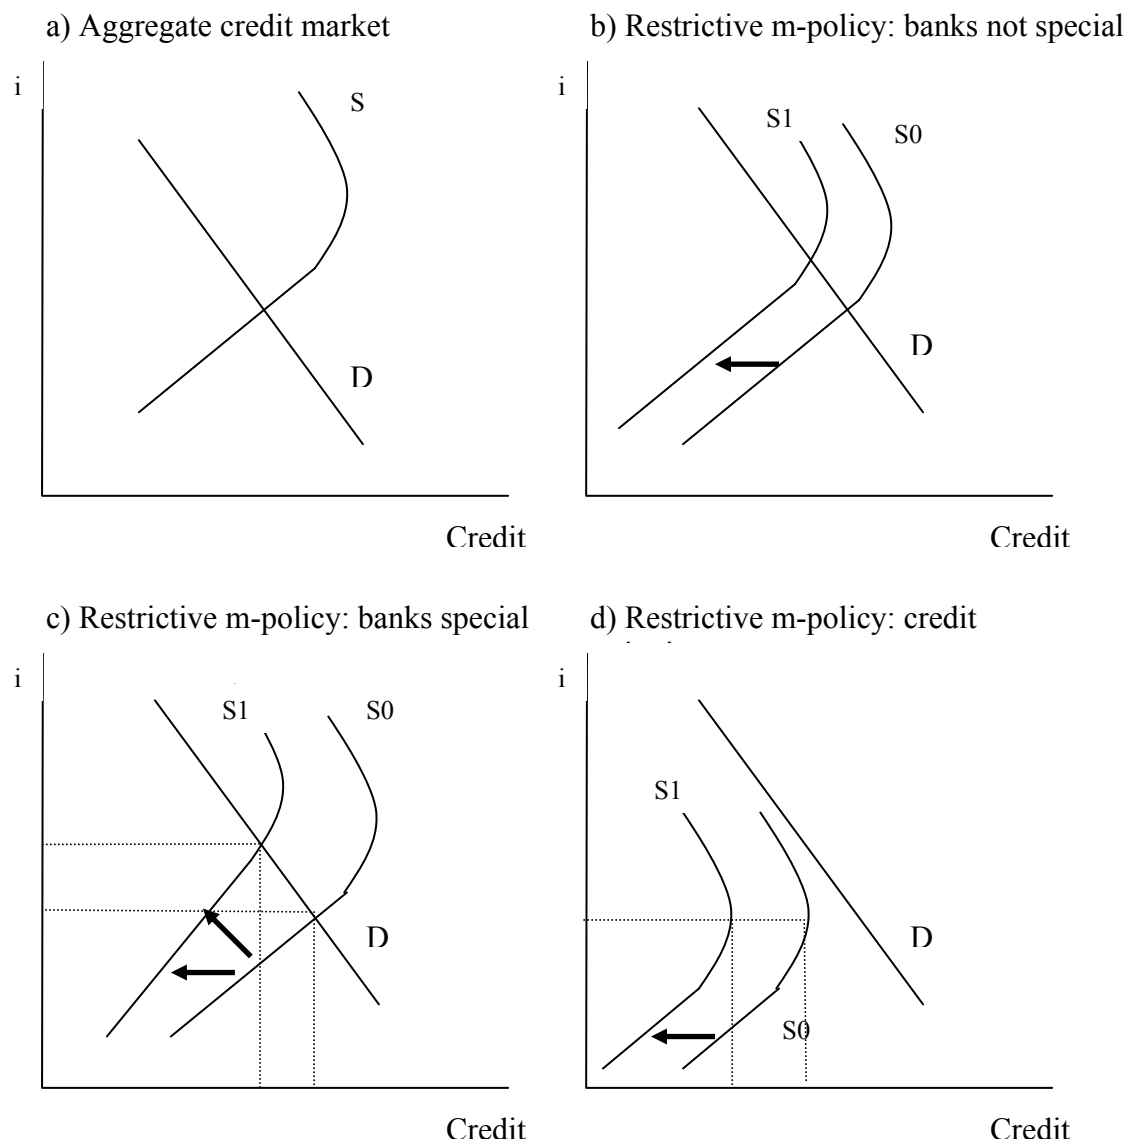 a) Aggregate credit market
b) Restrictive m-policy: banks not special
i
S
D
Credit
i
S1
S0
D
Credit
c) Restrictive m-policy: banks special
d) Restrictive m-policy: credit
i
S1
S0
D
Credit
i
S1
D
S0
Credit